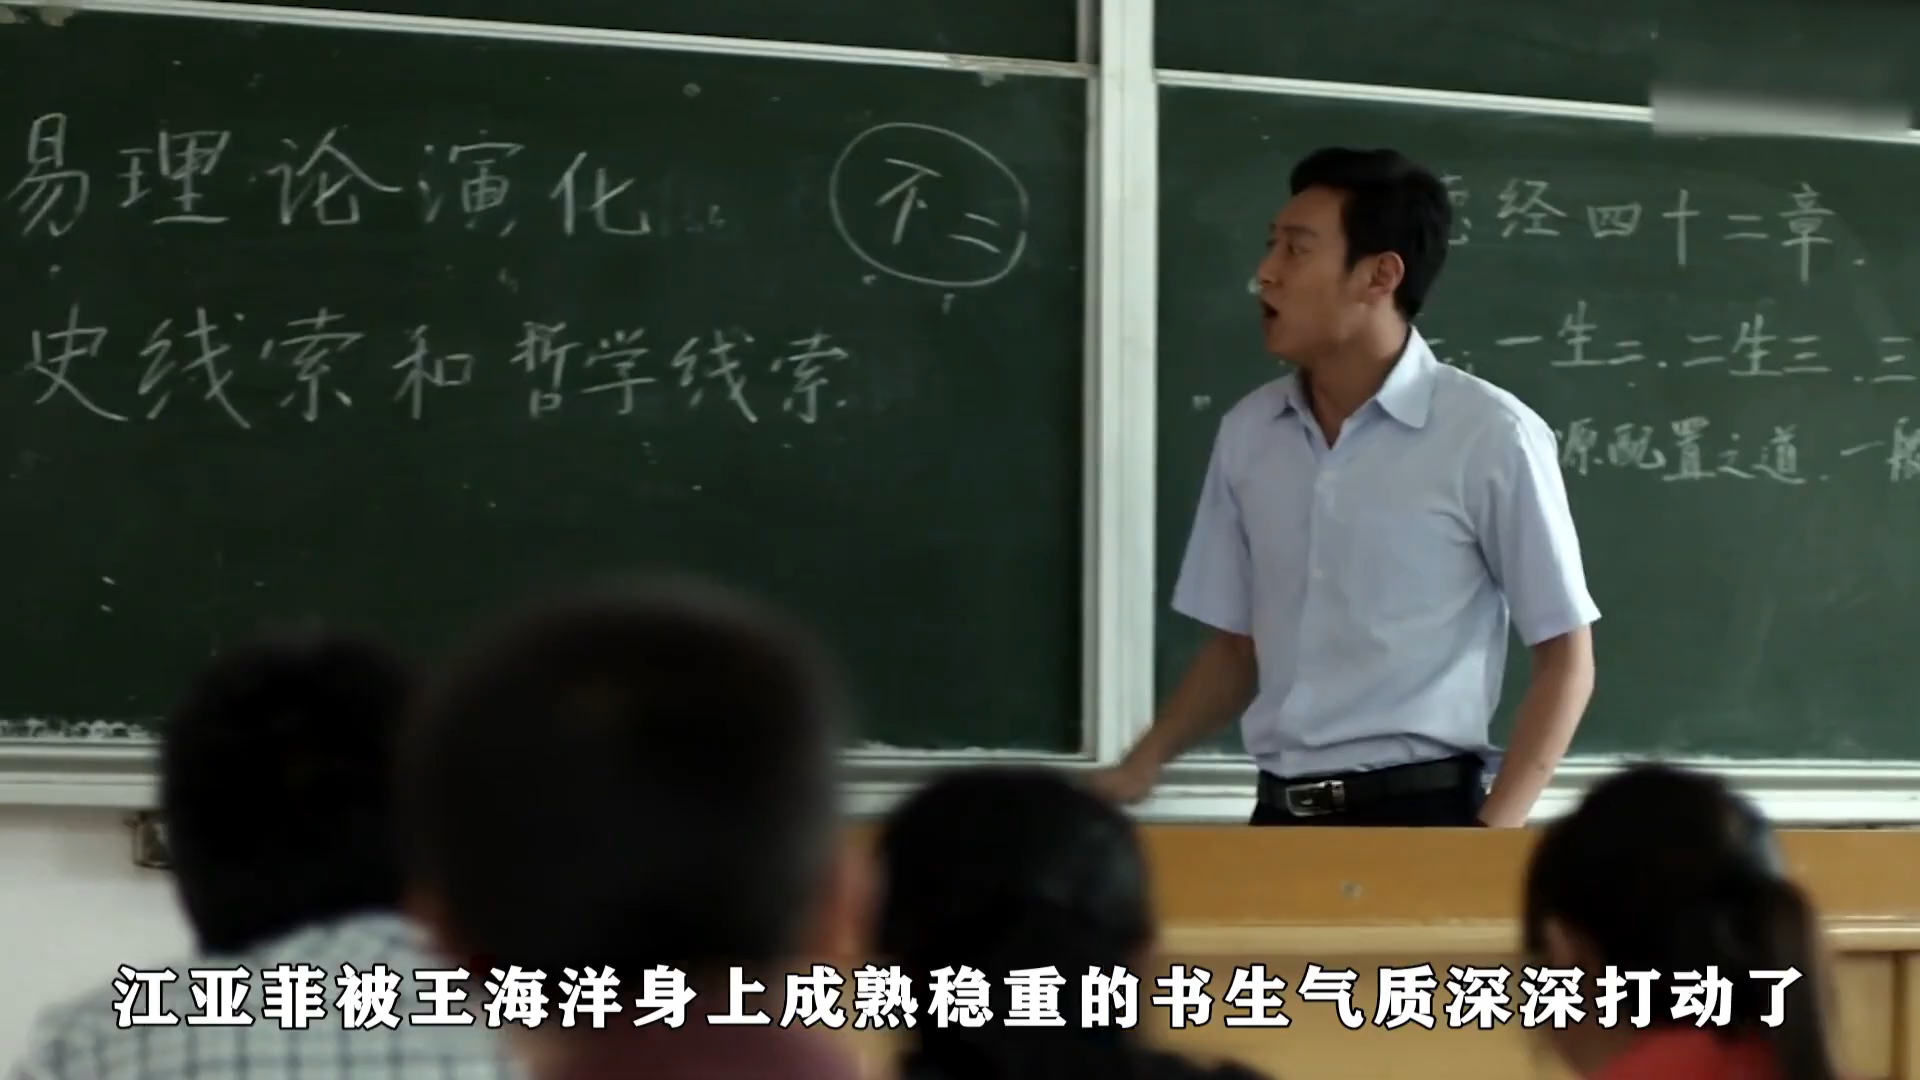 易理论演化
不二
史线索和哲学线索
经四十二章.
一生二.二生三.三
源配置之道.一般
江亚菲被王海洋身上成熟稳重的书生气质深深打动了